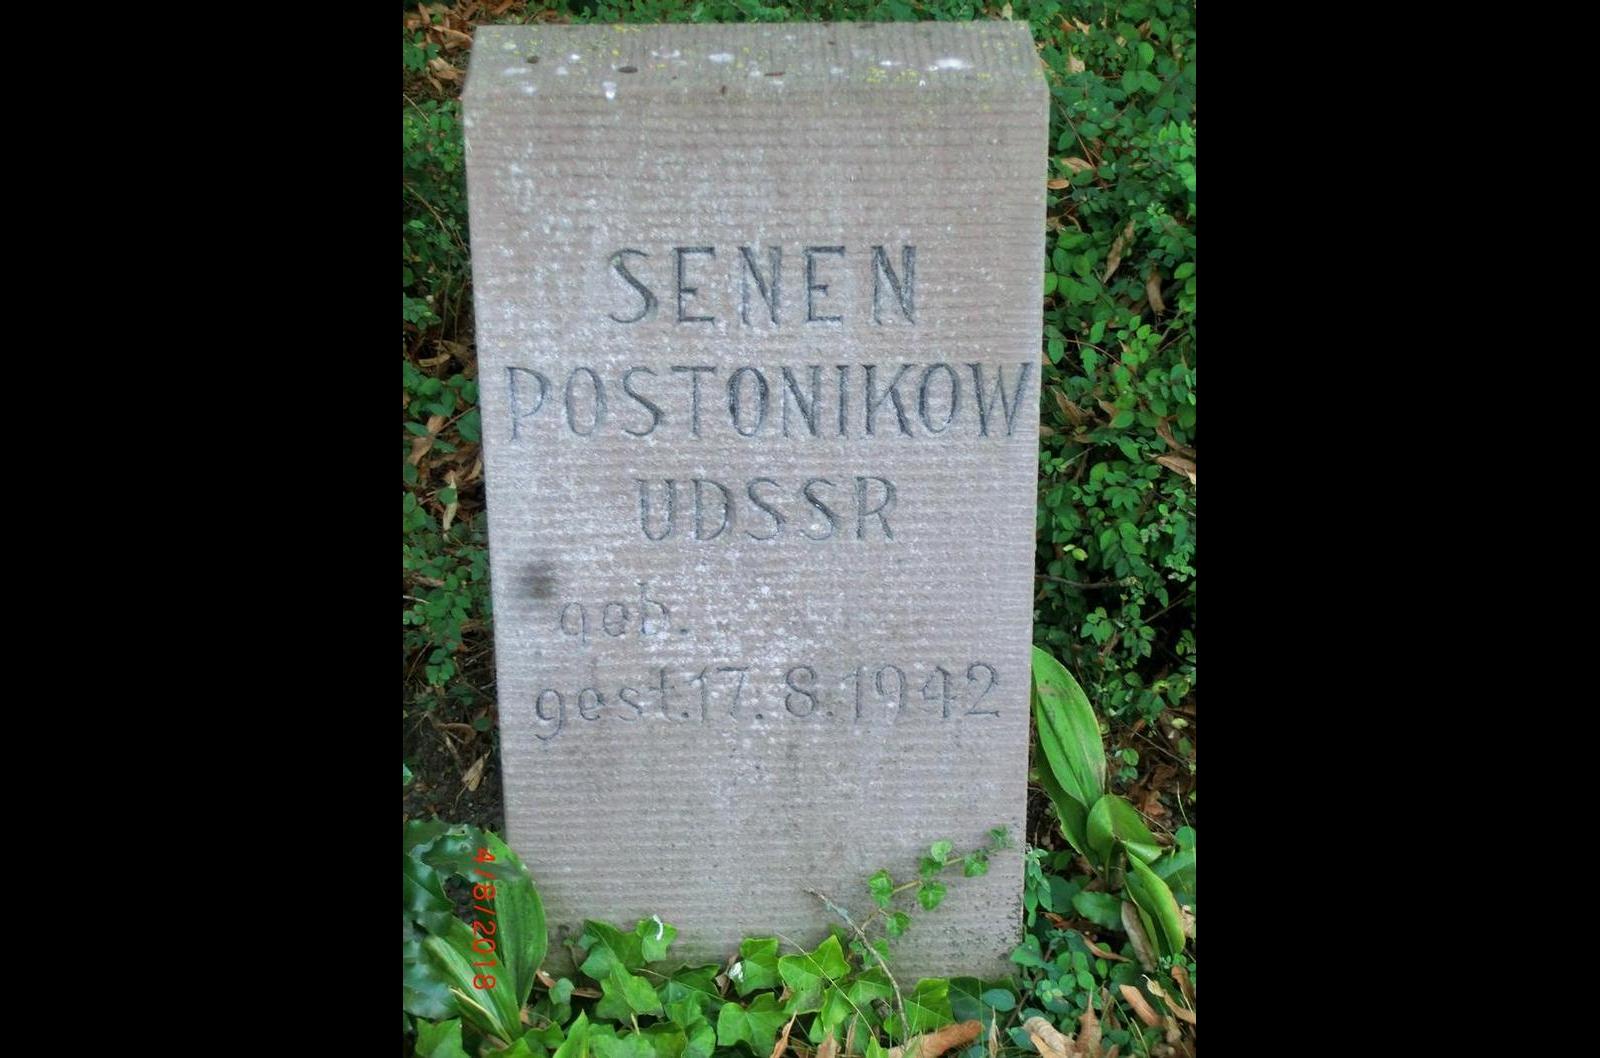 SENEN
POSTONIKOW
UDSSR
geb.
gest.17.8.1942
4/8/2018